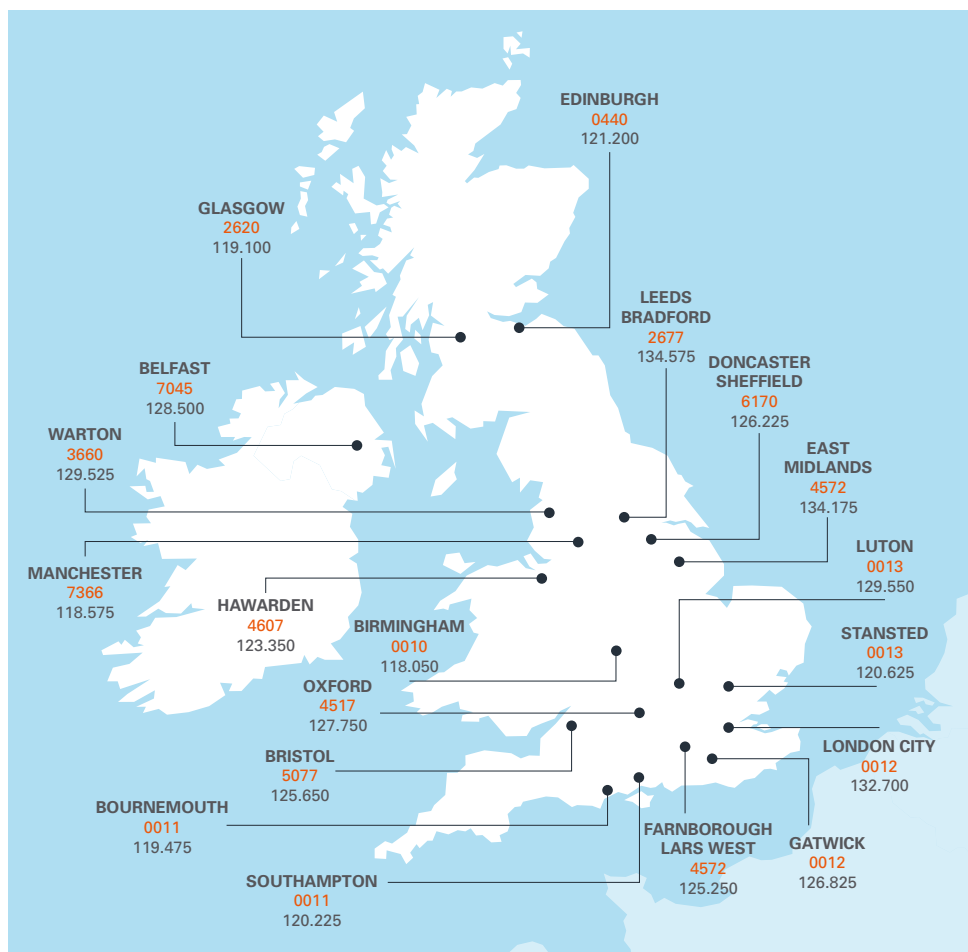 EDINBURGH
0440
121.200
GLASGOW
2620
119.100
LEEDS
BRADFORD
2677
134.575
DONCASTER
SHEFFIELD
6170
126.225
BELFAST
7045
128.500
WARTON
3660
129.525
EAST
MIDLANDS
4572
134.175
LUTON
0013
129.550
MANCHESTER
7366
118.575
HAWARDEN
4607
123.350
BIRMINGHAM
0010
118.050
STANSTED
0013
120.625
OXFORD
4517
127.750
LONDON CITY
0012
132.700
BRISTOL
5077
125.650
BOURNEMOUTH
0011
119.475
FARNBOROUGH
LARS WEST
4572
125.250
GATWICK
0012
126.825
SOUTHAMPTON
0011
120.225